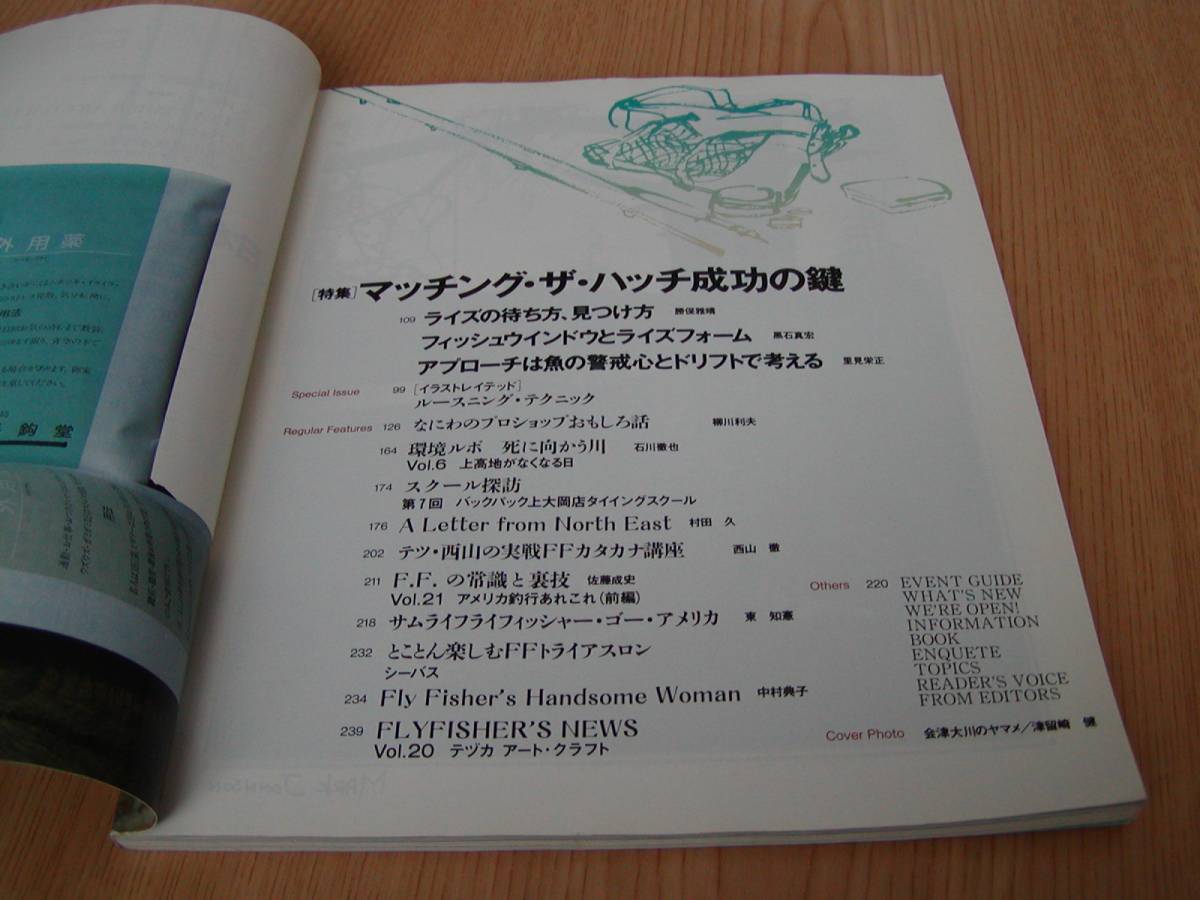 外用薬
鈎堂
[特集]マッチング・ザ・ハッチ成功の鍵
109 ライズの待ち方、見つけ方 勝俣雅晴
フィッシュウインドウとライズフォーム 黒石真宏
アプローチは魚の警戒心とドリフトで考える 里見栄正
Special Issue 99 [イラストレイテッド]
ルースニング・テクニック
Regular Features 126 なにわのプロショップおもしろ話 柳川利夫
164 環境ルポ 死に向かう川 石川徹也
Vol.6 上高地がなくなる日
174 スクール探訪
第7回 バックパック上大岡店タイイングスクール
176 A Letter from North East 村田 久
202 テツ・西山の実戦FFカタカナ講座 西山 徹
211 F.F. の常識と裏技 佐藤成史
Vol.21 アメリカ釣行あれこれ(前編)
218 サムライフライフィッシャー・ゴー・アメリカ 東 知憲
232 とことん楽しむFFトライアスロン
シーバス
234 Fly Fisher's Handsome Woman 中村典子
239 FLYFISHER'S NEWS
Vol.20 テヅカ アート・クラフト
Others 220 EVENT GUIDE
WHAT'S NEW
WE'RE OPEN!
INFORMATION
BOOK
ENQUETE
TOPICS
READER'S VOICE
FROM EDITORS
Cover Photo 会津大川のヤマメ/津留崎 健